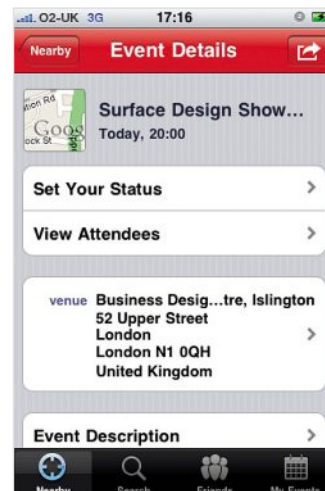 O2-UK 3G 17:16
Nearby Event Details
Surface Design Show...
Today, 20:00
Set Your Status
View Attendees
venue Business Desig...tre, Islington
52 Upper Street
London
London N1 0QH
United Kingdom
Event Description
Nearby Search Friends My Events